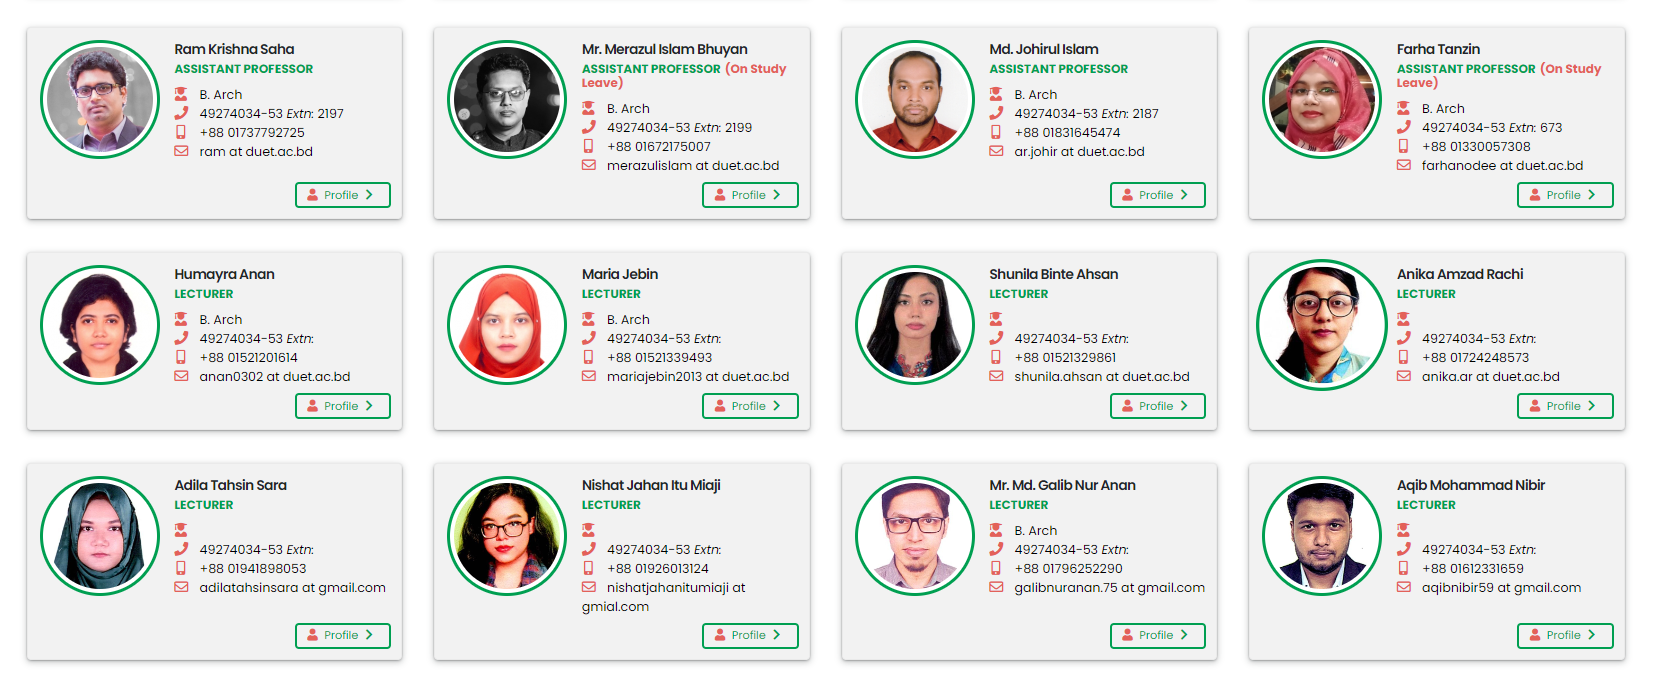 Ram Krishna Saha
ASSISTANT PROFESSOR
B. Arch
49274034-53 Extn: 2197
+88 01737792725
ram at duet.ac.bd
Profile
Mr. Merazul Islam Bhuyan
ASSISTANT PROFESSOR (On Study
Leave)
B. Arch
49274034-53 Extn: 2199
+88 01672175007
merazulislam at duet.ac.bd
Profile
Md. Johirul Islam
ASSISTANT PROFESSOR
B. Arch
49274034-53 Extn: 2187
+88 01831645474
ar.johir at duet.ac.bd
Profile
Farha Tanzin
ASSISTANT PROFESSOR (On Study
Leave)
B. Arch
49274034-53 Extn: 673
+88 01330057308
farhanodee at duet.ac.bd
Profile
Humayra Anan
LECTURER
B. Arch
49274034-53 Extn:
+88 01521201614
anan0302 at duet.ac.bd
Profile
Maria Jebin
LECTURER
B. Arch
49274034-53 Extn:
+88 01521339493
mariajebin2013 at duet.ac.bd
Profile
Shunila Binte Ahsan
LECTURER
49274034-53 Extn:
+88 01521329861
shunila.ahsan at duet.ac.bd
Profile
Anika Amzad Rachi
LECTURER
49274034-53 Extn:
+88 01724248573
anika.ar at duet.ac.bd
Profile
Adila Tahsin Sara
LECTURER
49274034-53 Extn:
+88 01941898053
adilatahsinsara at gmail.com
Profile
Nishat Jahan Itu Miaji
LECTURER
49274034-53 Extn:
+88 01926013124
nishatjahanitumiaji at
gmial.com
Profile
Mr. Md. Galib Nur Anan
LECTURER
B. Arch
49274034-53 Extn:
+88 01796252290
galibnuranan.75 at gmail.com
Profile
Aqib Mohammad Nibir
LECTURER
49274034-53 Extn:
+88 01612331659
aqibnibir59 at gmail.com
Profile